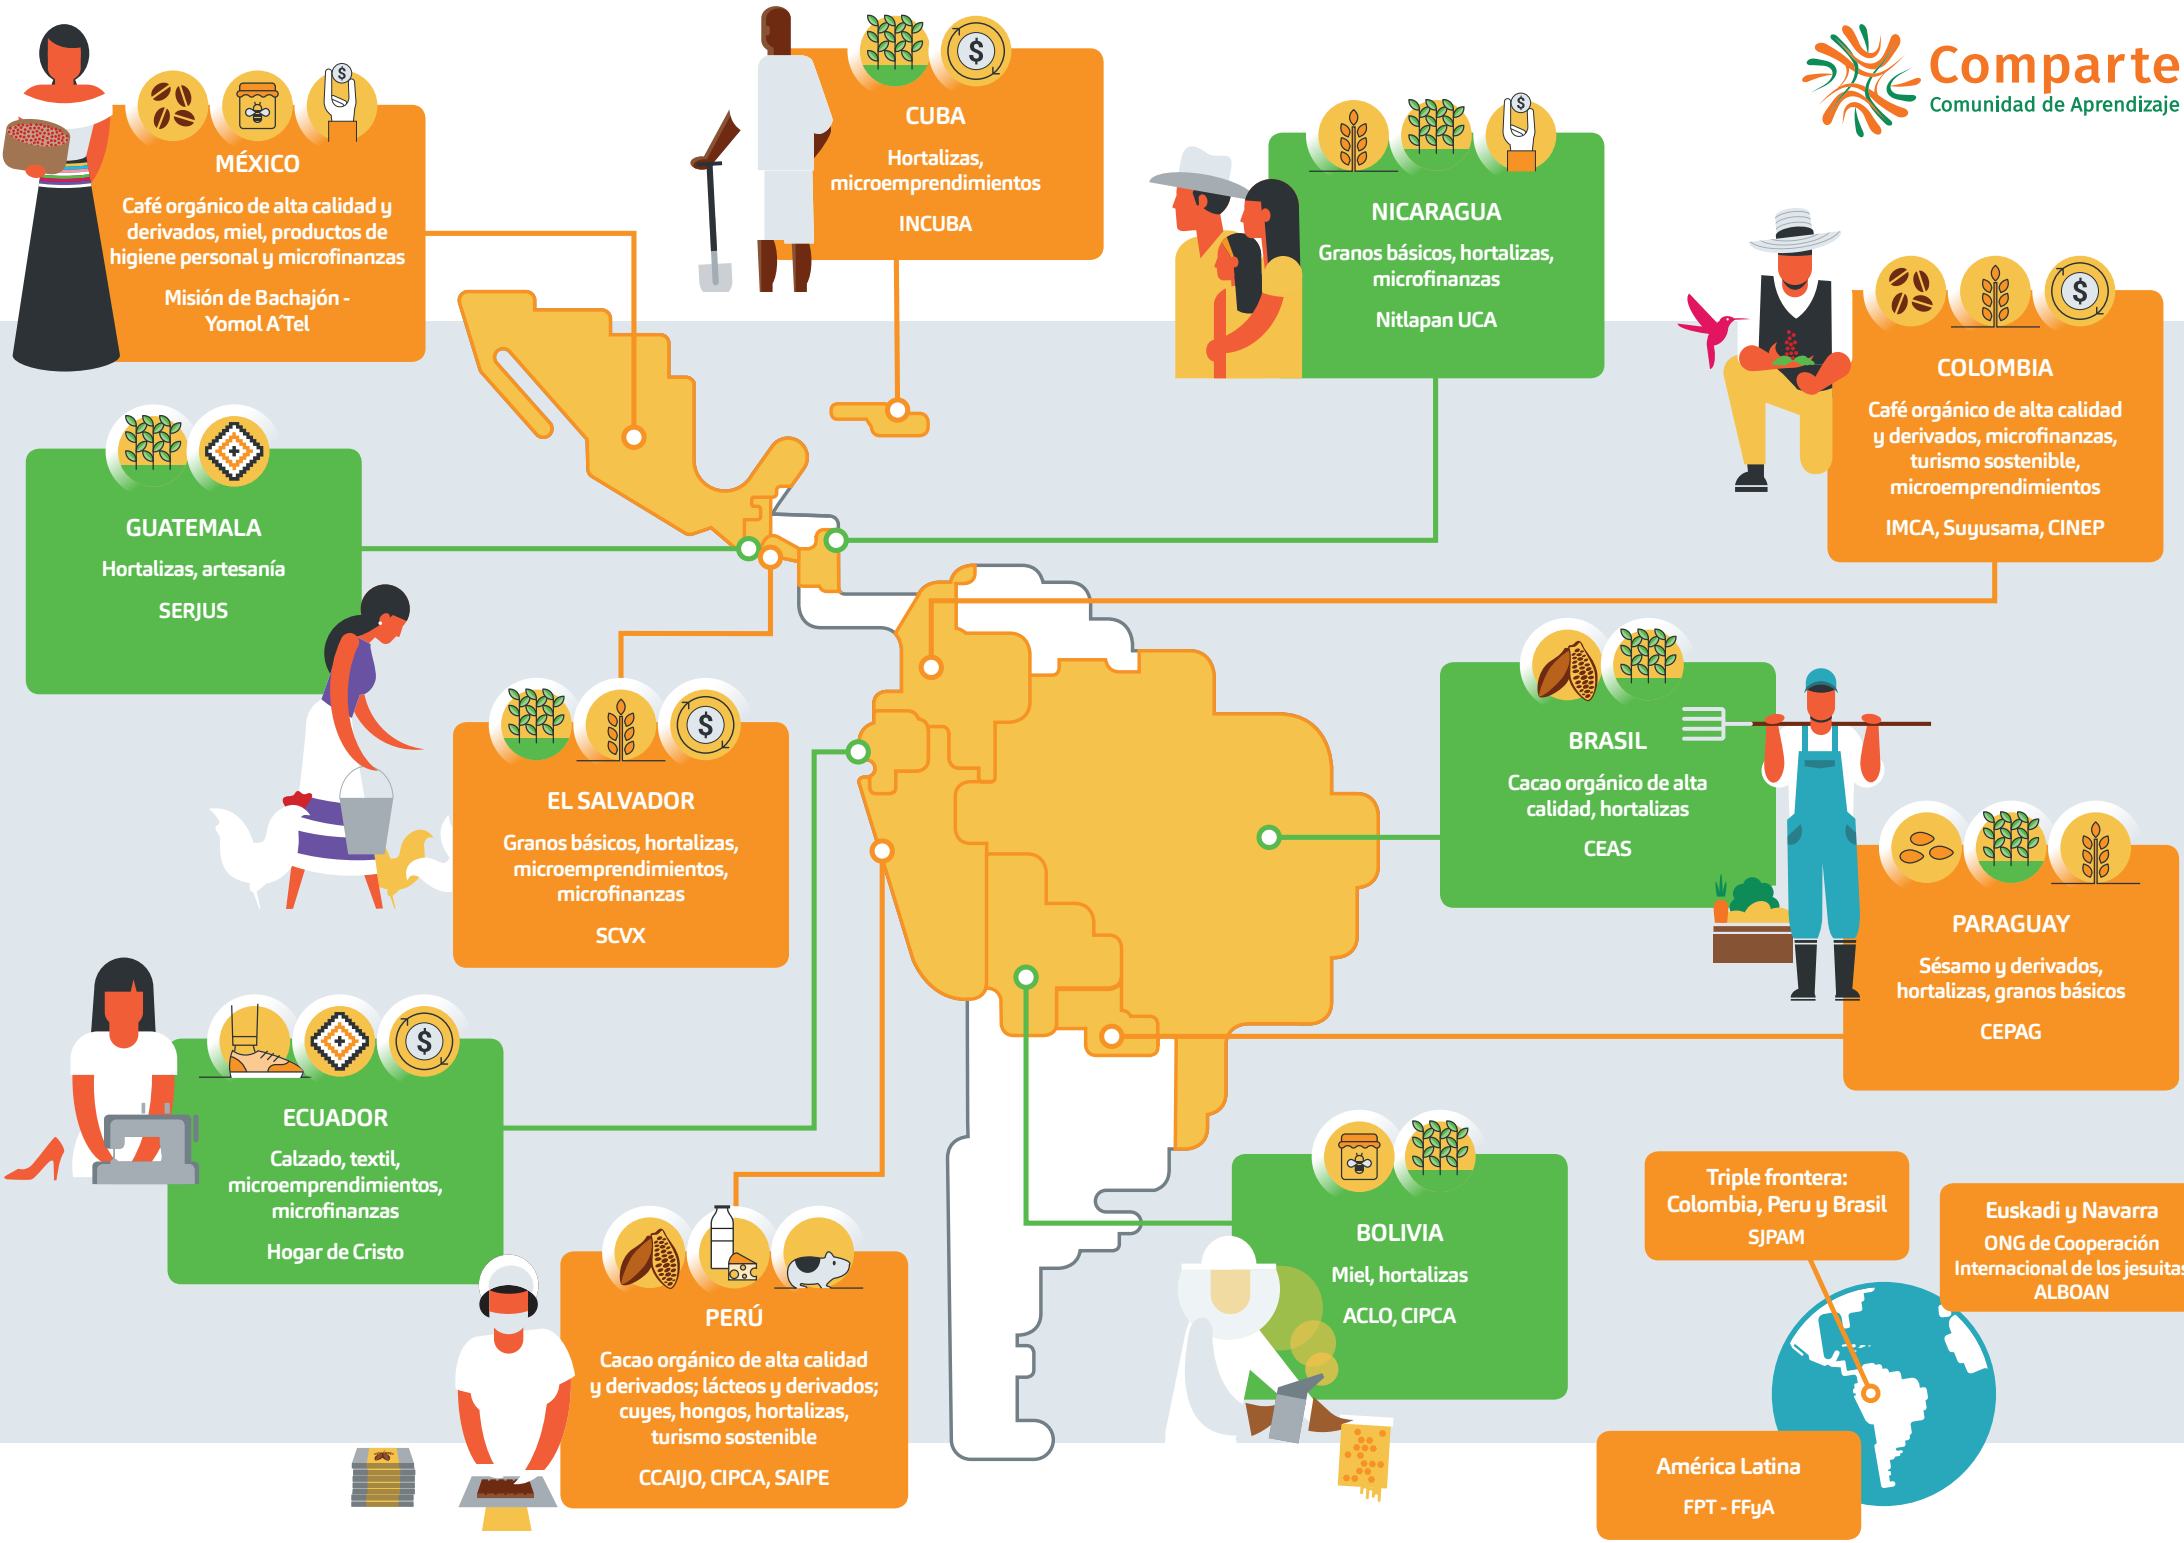 Comparte
Comunidad de Aprendizaje
MÉXICO
Café orgánico de alta calidad y
derivados, miel, productos de
higiene personal y microfinanzas
Misión de Bachajón -
Yomol A´Tel
CUBA
Hortalizas,
microemprendimientos
INCUBA
NICARAGUA
Granos básicos, hortalizas,
microfinanzas
Nitlapan UCA
COLOMBIA
Café orgánico de alta calidad
y derivados, microfinanzas,
turismo sostenible,
microemprendimientos
IMCA, Suyusama, CINEP
GUATEMALA
Hortalizas, artesanía
SERJUS
EL SALVADOR
Granos básicos, hortalizas,
microemprendimientos,
microfinanzas
SCVX
BRASIL
Cacao orgánico de alta
calidad, hortalizas
CEAS
PARAGUAY
Sésamo y derivados,
hortalizas, granos básicos
CEPAG
ECUADOR
Calzado, textil,
microemprendimientos,
microfinanzas
Hogar de Cristo
PERÚ
Cacao orgánico de alta calidad
y derivados; lácteos y derivados;
cuyes, hongos, hortalizas,
turismo sostenible
CCAIJO, CIPCA, SAIPE
BOLIVIA
Miel, hortalizas
ACLO, CIPCA
Triple frontera:
Colombia, Peru y Brasil
SJPAM
Euskadi y Navarra
ONG de Cooperación
Internacional de los jesuitas
ALBOAN
América Latina
FPT - FFyA